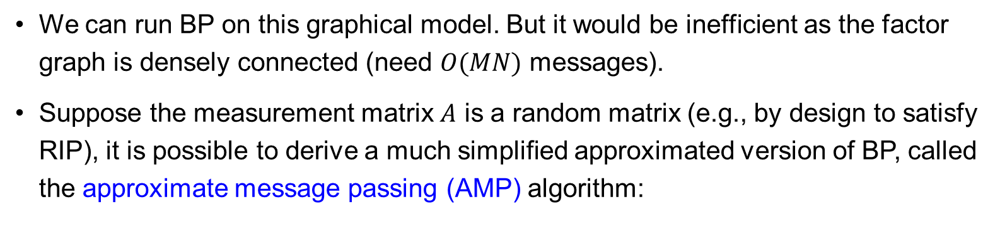 • We can run BP on this graphical model. But it would be inefficient as the factor
graph is densely connected (need O(MN) messages).
• Suppose the measurement matrix A is a random matrix (e.g., by design to satisfy
RIP), it is possible to derive a much simplified approximated version of BP, called
the approximate message passing (AMP) algorithm: